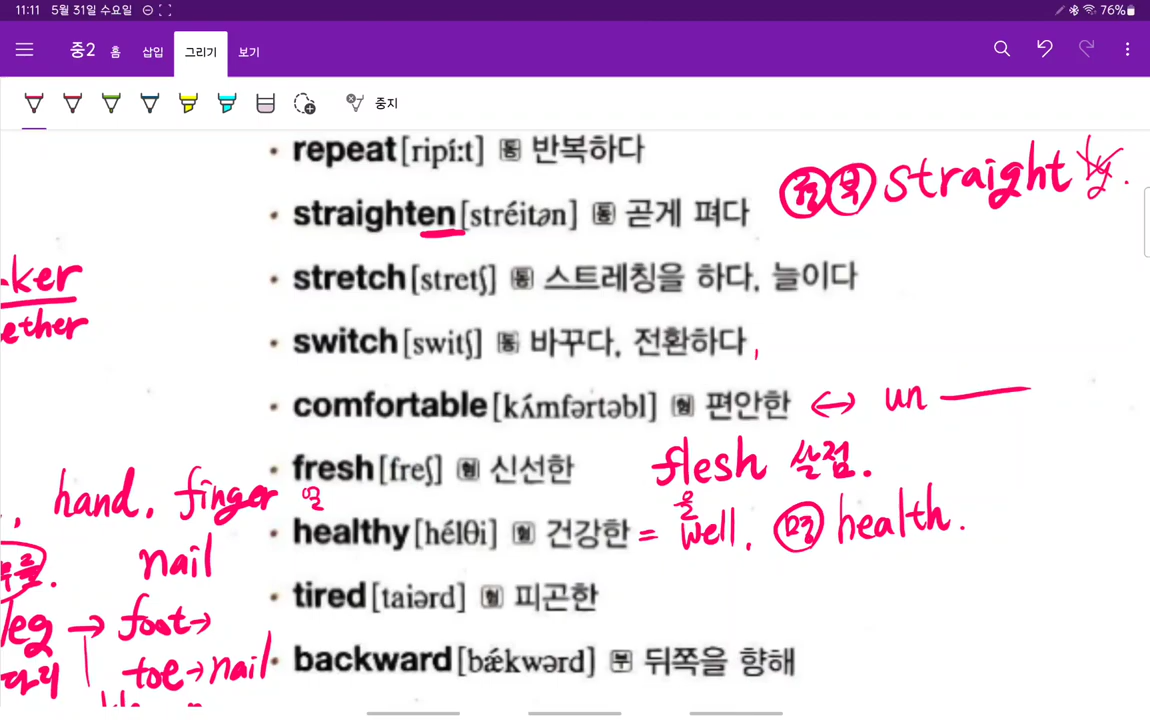 11:11 5월 31일 수요일 76%
중2 홈 삽입 그리기 보기
중지
• repeat[ripíːt] 동 반복하다
형 부 straight
• straighten[stréitən] 동 곧게 펴다
• stretch[stretʃ] 동 스트레칭을 하다, 늘이다
ker
ether
• switch[switʃ] 동 바꾸다, 전환하다
• comfortable[kʌ́mfərtəbl] 형 편안한 ↔ un
• fresh[freʃ] 형 신선한 flesh 살점.
, hand, finger
• healthy[hélθi] 형 건강한 = well, 명 health.
nail
• tired[taiərd] 형 피곤한
leg → foot →
다리 toe → nail
• backward[bǽkwərd] 부 뒤쪽을 향해